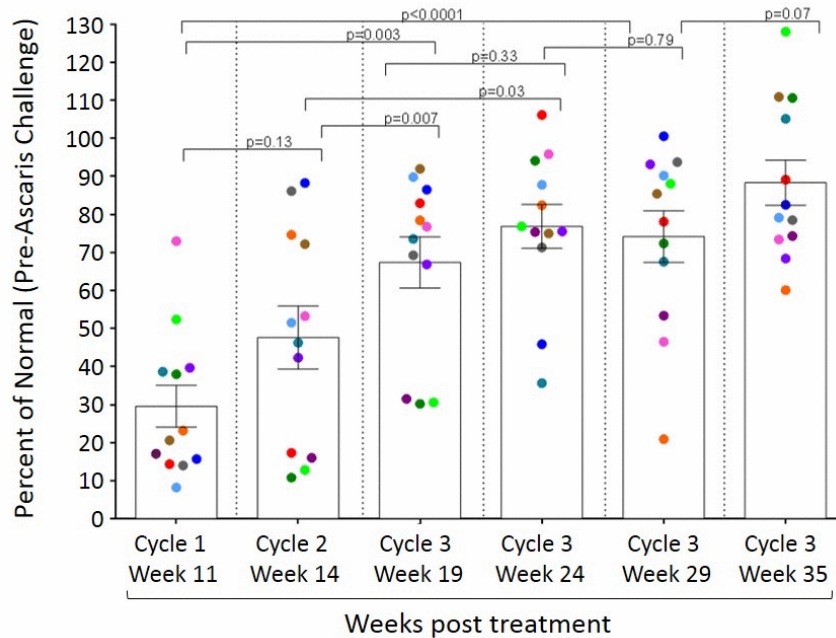 Percent of Normal (Pre-Ascaris Challenge)
130
120
110
100
90
80
70
60
50
40
30
20
10
0
p<0.0001
p=0.07
p=0.003
p=0.79
p=0.33
p=0.03
p=0.007
p=0.13
Cycle 1 Cycle 2 Cycle 3 Cycle 3 Cycle 3 Cycle 3
Week 11 Week 14 Week 19 Week 24 Week 29 Week 35
Weeks post treatment